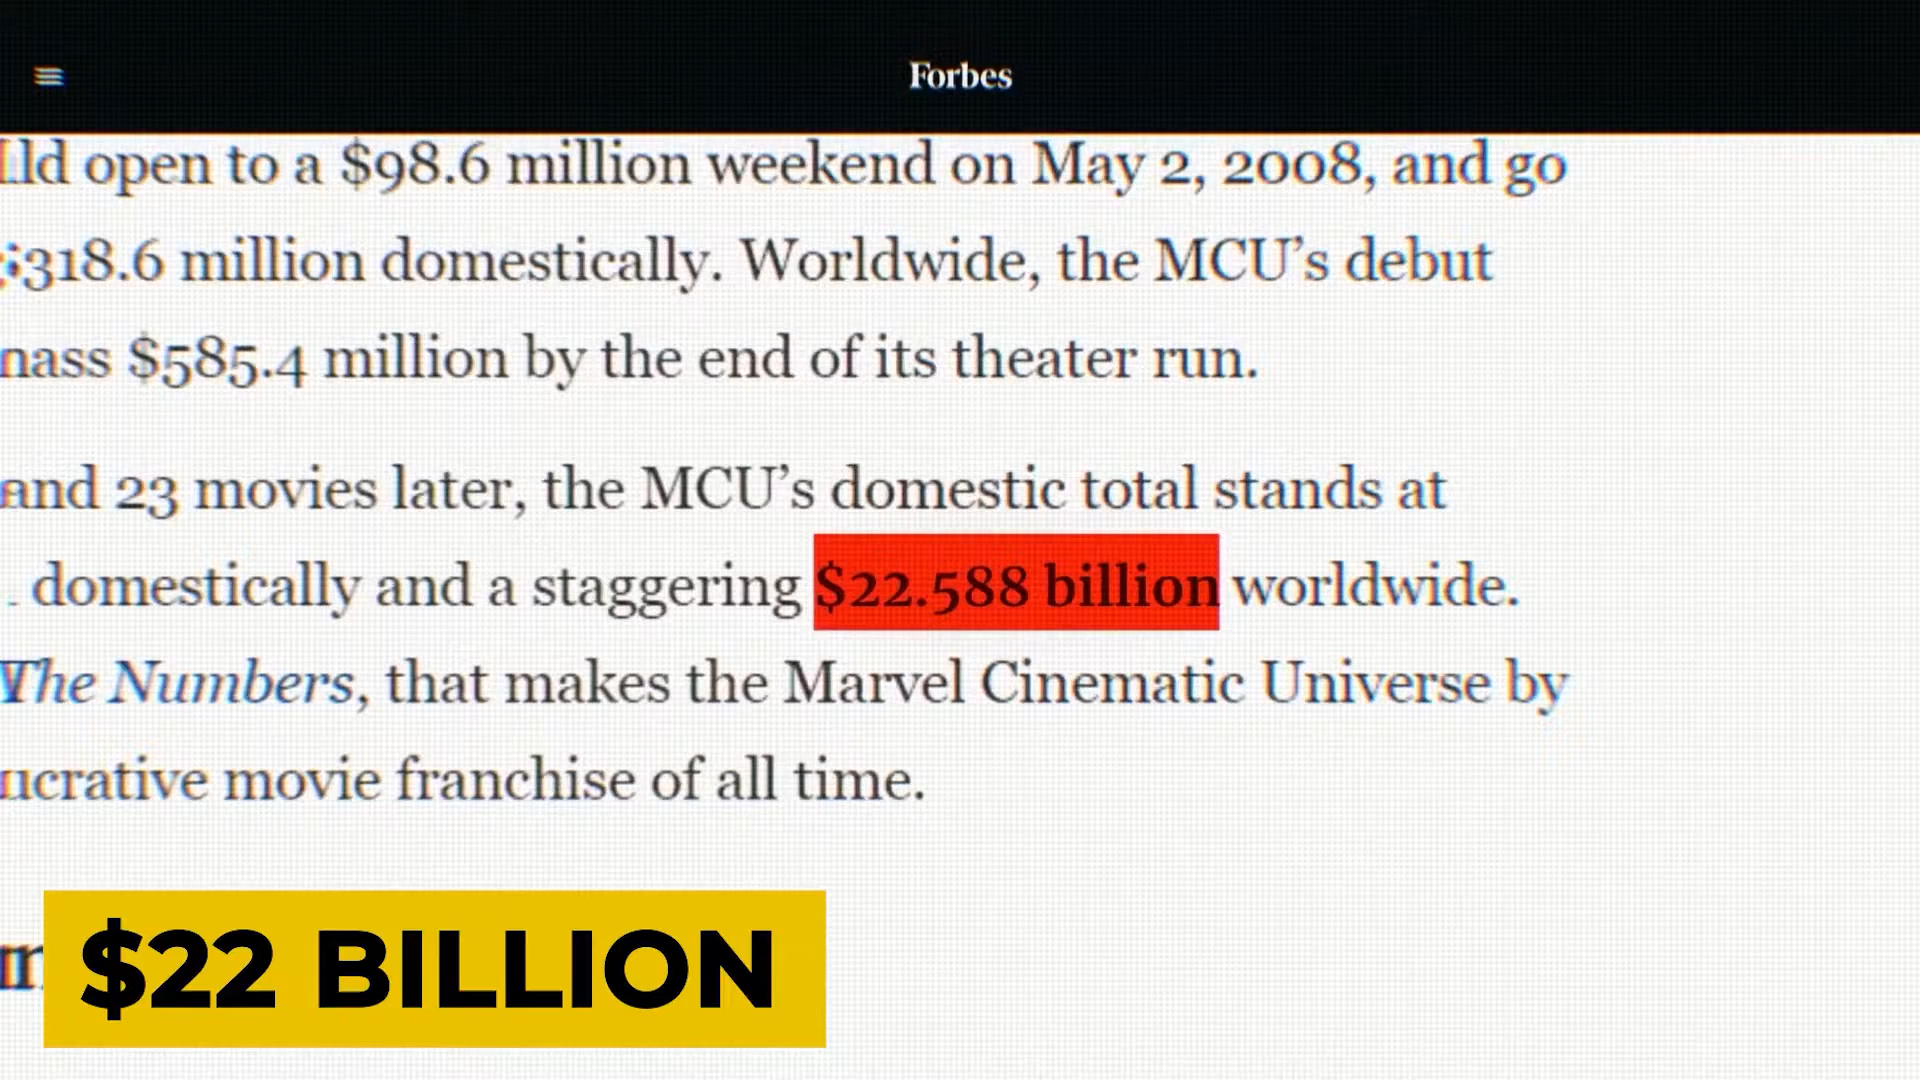 Forbes
open to a $98.6 million weekend on May 2, 2008, and go
318.6 million domestically. Worldwide, the MCU's debut
$585.4 million by the end of its theater run.
and 23 movies later, the MCU's domestic total stands at
domestically and a staggering $22.588 billion worldwide.
The Numbers, that makes the Marvel Cinematic Universe by
movie franchise of all time.
$22 BILLION